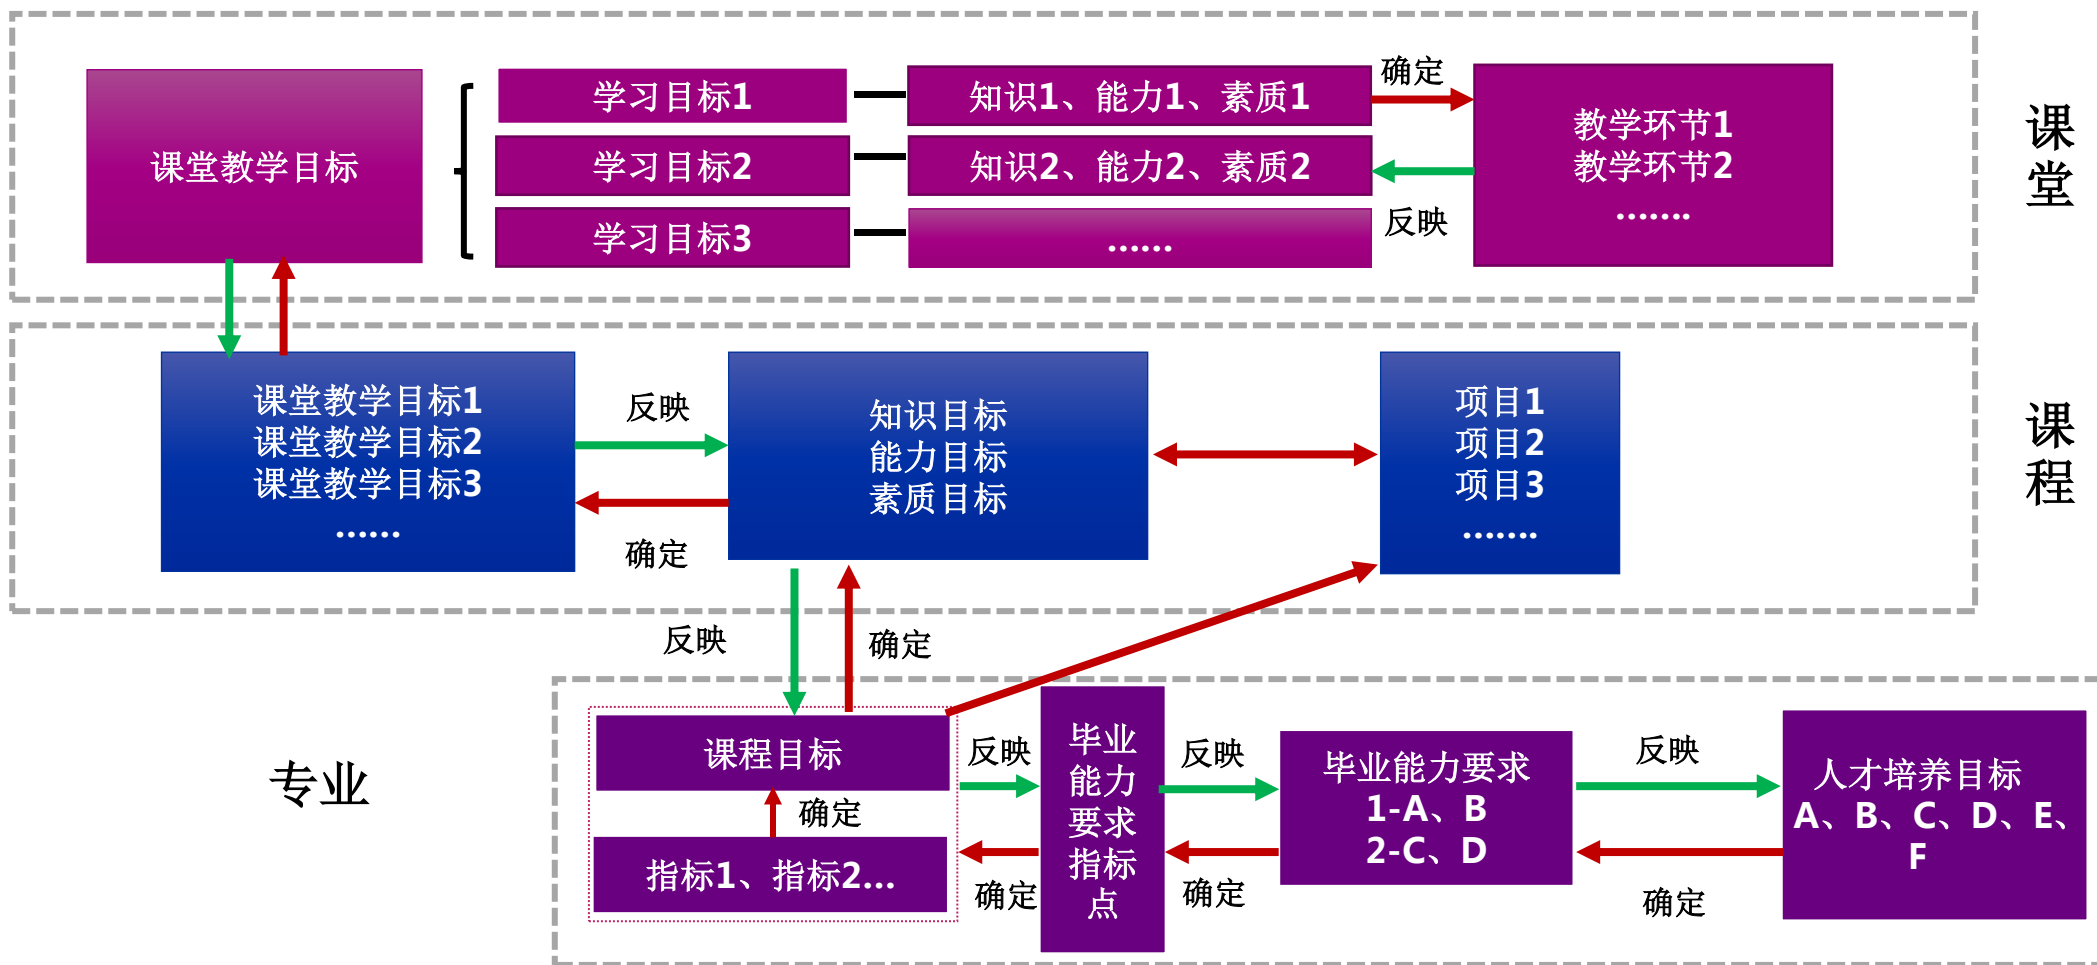 课堂教学目标
学习目标1
学习目标2
学习目标3
知识1、能力1、素质1
知识2、能力2、素质2
......
确定
反映
教学环节1
教学环节2
.......
课
堂
课堂教学目标1
课堂教学目标2
课堂教学目标3
......
反映
确定
知识目标
能力目标
素质目标
项目1
项目2
项目3
.......
课
程
反映
确定
专业
课程目标
确定
指标1、指标2...
反映
确定
毕业
能力
要求
指标
点
反映
确定
毕业能力要求
1-A、B
2-C、D
反映
确定
人才培养目标
A、B、C、D、E、
F